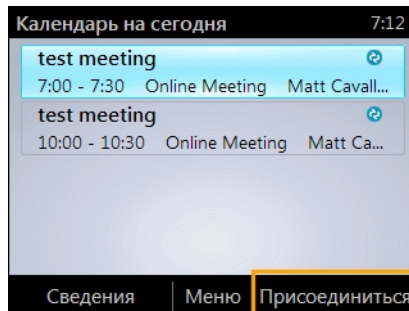 Календарь на сегодня 7:12
test meeting
7:00 - 7:30 Online Meeting Matt Cavall...
test meeting
10:00 - 10:30 Online Meeting Matt Ca...
Сведения Меню Присоединиться